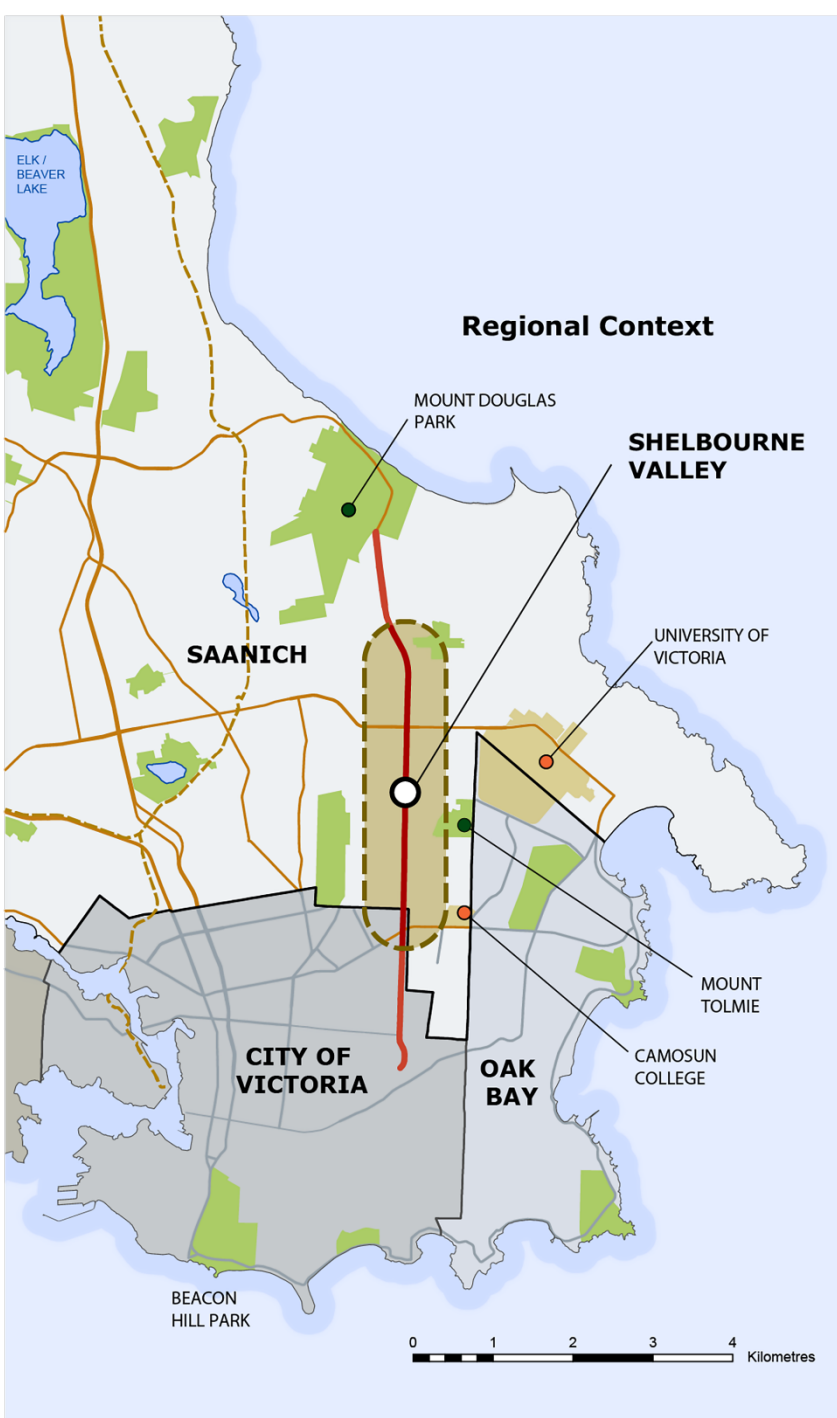 ELK /
BEAVER
LAKE
Regional Context
MOUNT DOUGLAS
PARK
SHELBOURNE
VALLEY
UNIVERSITY OF
VICTORIA
SAANICH
MOUNT
TOLMIE
CAMOSUN
COLLEGE
CITY OF
VICTORIA
OAK
BAY
BEACON
HILL PARK
0 1 2 3 4
Kilometres